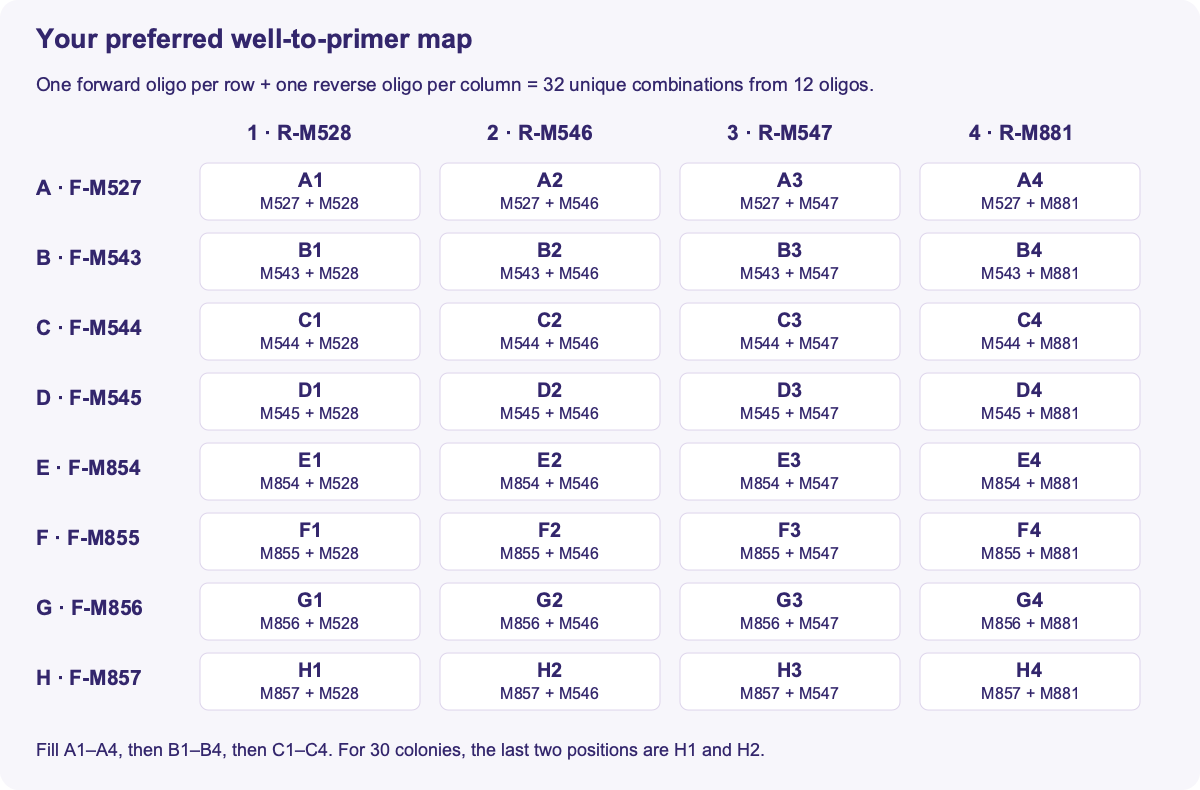 Your preferred well-to-primer map
One forward oligo per row + one reverse oligo per column = 32 unique combinations from 12 oligos.
1 · R-M528 2 · R-M546 3 · R-M547 4 · R-M881
A · F-M527
A1 A2 A3 A4
M527 + M528 M527 + M546 M527 + M547 M527 + M881
B · F-M543
B1 B2 B3 B4
M543 + M528 M543 + M546 M543 + M547 M543 + M881
C · F-M544
C1 C2 C3 C4
M544 + M528 M544 + M546 M544 + M547 M544 + M881
D · F-M545
D1 D2 D3 D4
M545 + M528 M545 + M546 M545 + M547 M545 + M881
E · F-M854
E1 E2 E3 E4
M854 + M528 M854 + M546 M854 + M547 M854 + M881
F · F-M855
F1 F2 F3 F4
M855 + M528 M855 + M546 M855 + M547 M855 + M881
G · F-M856
G1 G2 G3 G4
M856 + M528 M856 + M546 M856 + M547 M856 + M881
H · F-M857
H1 H2 H3 H4
M857 + M528 M857 + M546 M857 + M547 M857 + M881
Fill A1–A4, then B1–B4, then C1–C4. For 30 colonies, the last two positions are H1 and H2.